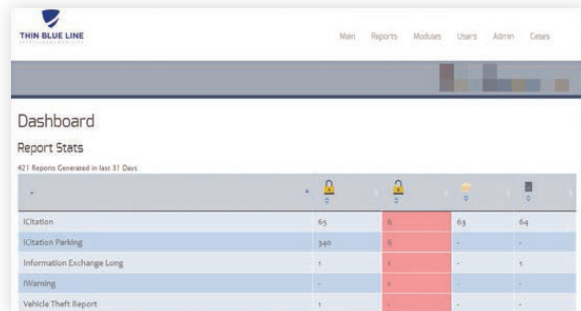 THIN BLUE LINE
Main Reports Modules Users Admin Cases
Dashboard
Report Stats
421 Reports Generated in last 31 Days
iCitation 65 6 63 64
iCitation Parking 340 6 - -
Information Exchange Long 1 1 - 1
iWarning - 1 - -
Vehicle Theft Report 1 - - -